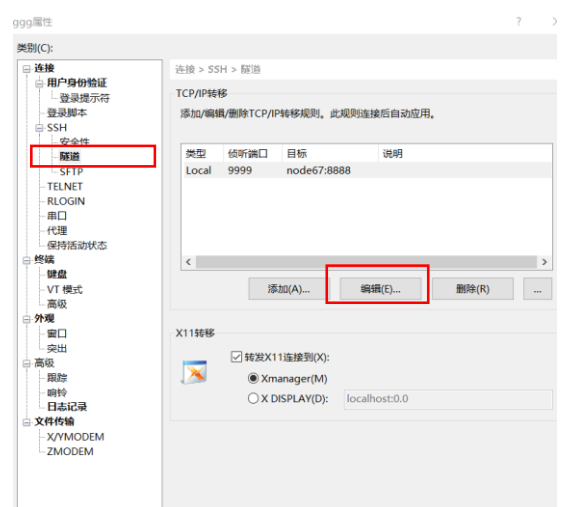 ggg属性
?
类别(C):
连接
用户身份验证
登录提示符
登录脚本
SSH
安全性
隧道
SFTP
TELNET
RLOGIN
串口
代理
保持活动状态
终端
键盘
VT 模式
高级
外观
窗口
突出
高级
跟踪
响铃
日志记录
文件传输
X/YMODEM
ZMODEM
连接 > SSH > 隧道
TCP/IP转移
添加/编辑/删除TCP/IP转移规则。此规则连接后自动应用。
类型 侦听端口 目标 说明
Local 9999 node67:8888
添加(A)... 编辑(E)... 删除(R) ...
X11转移
转发X11连接到(X):
Xmanager(M)
X DISPLAY(D): localhost:0.0